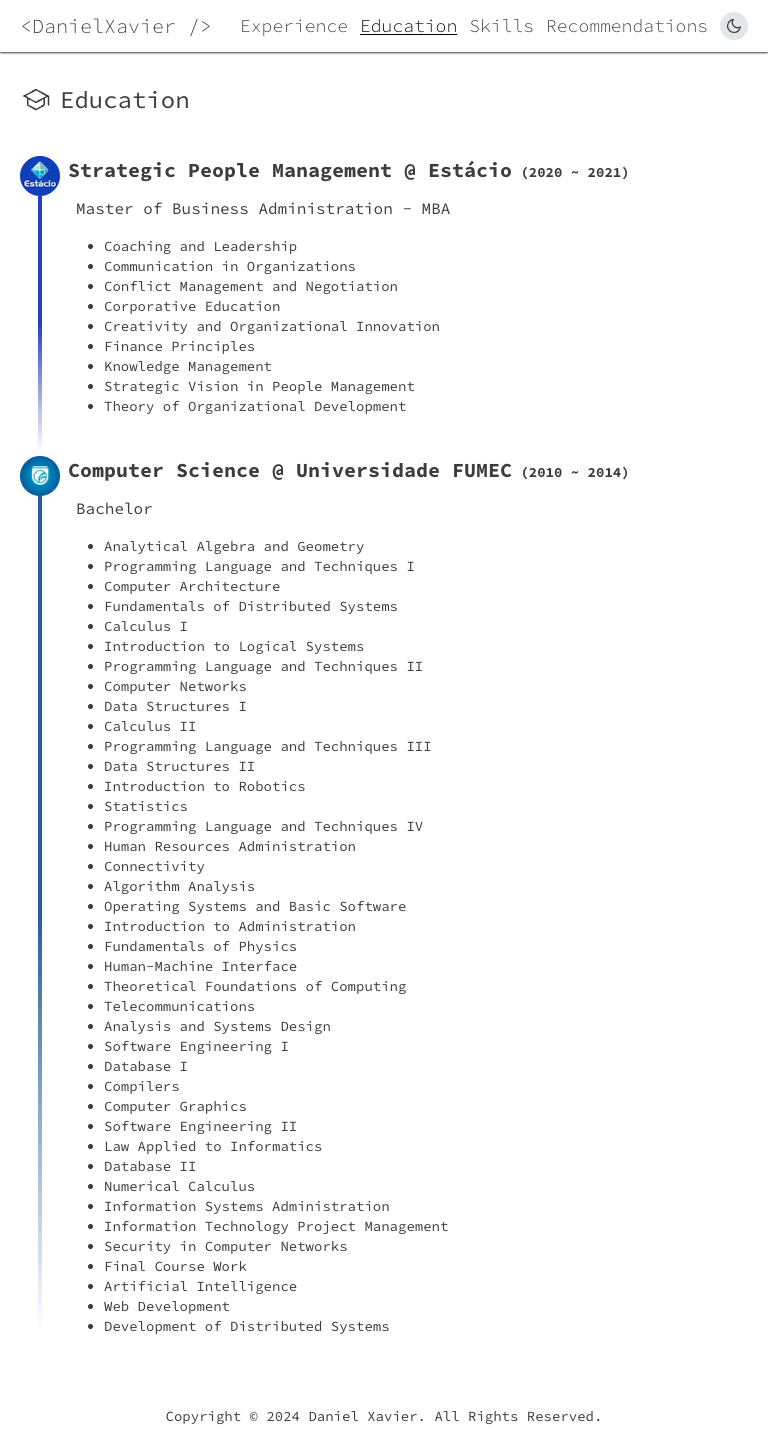 <DanielXavier /> Experience Education Skills Recommendations
Education
Estácio
Strategic People Management @ Estácio (2020 ~ 2021)
Master of Business Administration - MBA
Coaching and Leadership
Communication in Organizations
Conflict Management and Negotiation
Corporative Education
Creativity and Organizational Innovation
Finance Principles
Knowledge Management
Strategic Vision in People Management
Theory of Organizational Development
Computer Science @ Universidade FUMEC (2010 ~ 2014)
Bachelor
Analytical Algebra and Geometry
Programming Language and Techniques I
Computer Architecture
Fundamentals of Distributed Systems
Calculus I
Introduction to Logical Systems
Programming Language and Techniques II
Computer Networks
Data Structures I
Calculus II
Programming Language and Techniques III
Data Structures II
Introduction to Robotics
Statistics
Programming Language and Techniques IV
Human Resources Administration
Connectivity
Algorithm Analysis
Operating Systems and Basic Software
Introduction to Administration
Fundamentals of Physics
Human-Machine Interface
Theoretical Foundations of Computing
Telecommunications
Analysis and Systems Design
Software Engineering I
Database I
Compilers
Computer Graphics
Software Engineering II
Law Applied to Informatics
Database II
Numerical Calculus
Information Systems Administration
Information Technology Project Management
Security in Computer Networks
Final Course Work
Artificial Intelligence
Web Development
Development of Distributed Systems
Copyright © 2024 Daniel Xavier. All Rights Reserved.